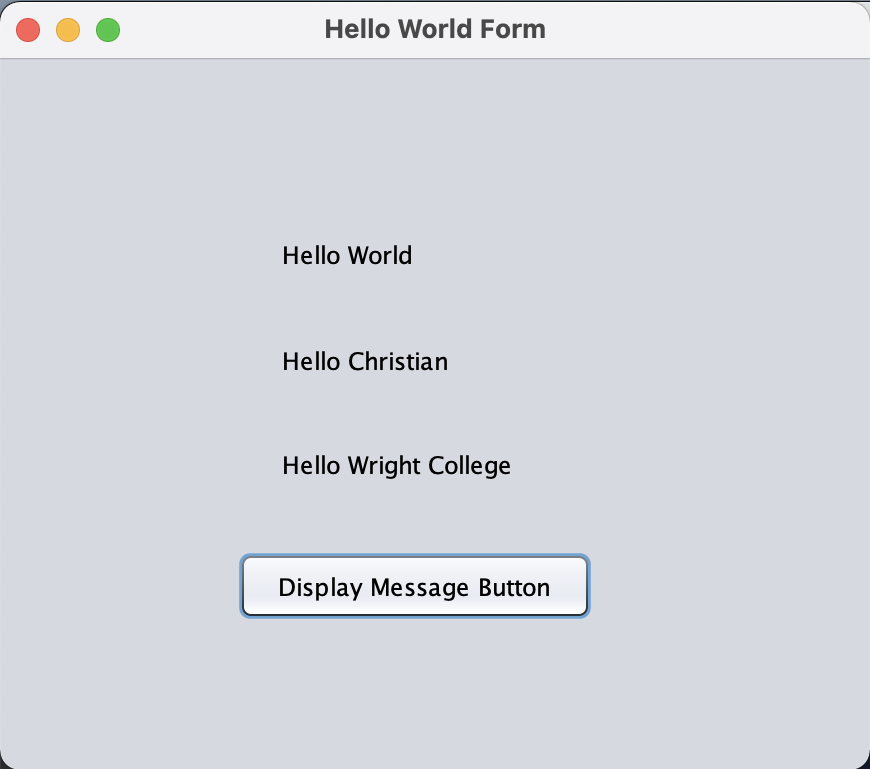 Hello World Form
Hello World
Hello Christian
Hello Wright College
Display Message Button